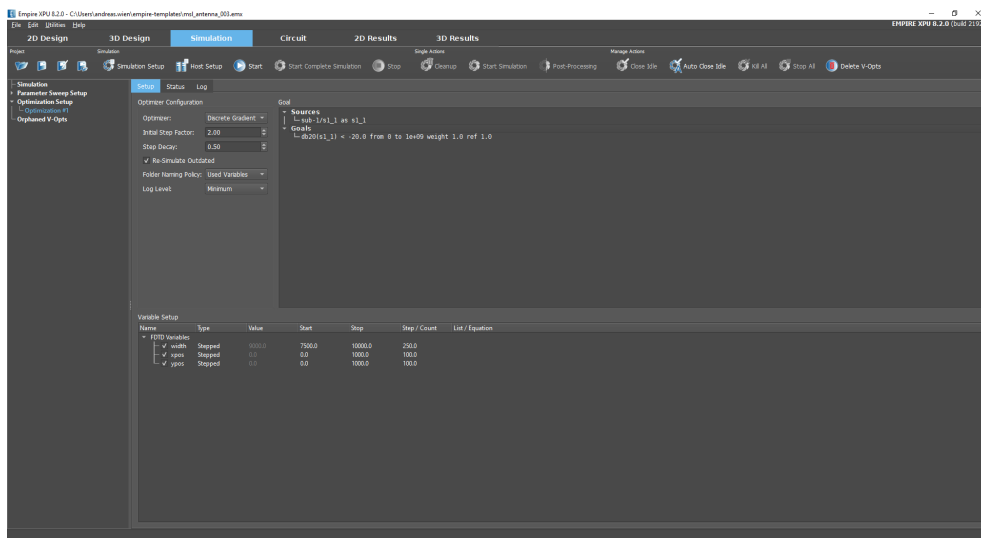 Empire XPU 8.2.0 - C:\Users\andreas.wien\empire-templates\msl_antenna_003.emx
File Edit Utilities Help
EMPIRE XPU 8.2.0 (build 2192
2D Design 3D Design Simulation Circuit 2D Results 3D Results
Project Simulation Single Actions Manage Actions
Simulation Setup Host Setup Start Start Complete Simulation Stop Cleanup Start Simulation Post-Processing Close Idle Auto Close Idle Kill All Stop All Delete V-Opts
Simulation
Parameter Sweep Setup
Optimization Setup
Optimization #1
Orphaned V-Opts
Setup Status Log
Optimizer Configuration
Optimizer: Discrete Gradient
Initial Step Factor: 2.00
Step Decay: 0.50
Re-Simulate Outdated
Folder Naming Policy: Used Variables
Log Level: Minimum
Goal
Sources
sub-1/s1_1 as s1_1
Goals
db20(s1_1) < -20.0 from 0 to 1e+09 weight 1.0 ref 1.0
Variable Setup
Name Type Value Start Stop Step / Count List / Equation
FDTD Variables
width Stepped 9000.0 7500.0 10000.0 250.0
xpos Stepped 0.0 0.0 1000.0 100.0
ypos Stepped 0.0 0.0 1000.0 100.0